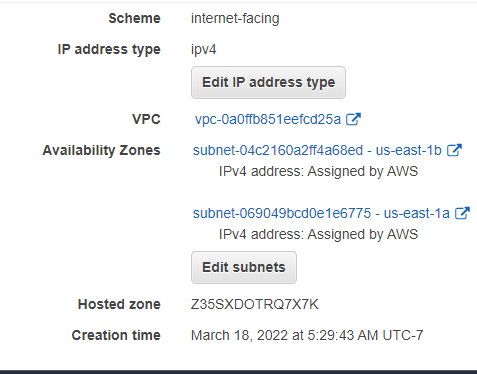 Scheme internet-facing
IP address type ipv4
Edit IP address type
VPC vpc-0a0ffb851eefcd25a
Availability Zones subnet-04c2160a2ff4a68ed - us-east-1b
IPv4 address: Assigned by AWS
subnet-069049bcd0e1e6775 - us-east-1a
IPv4 address: Assigned by AWS
Edit subnets
Hosted zone Z35SXDOTRQ7X7K
Creation time March 18, 2022 at 5:29:43 AM UTC-7